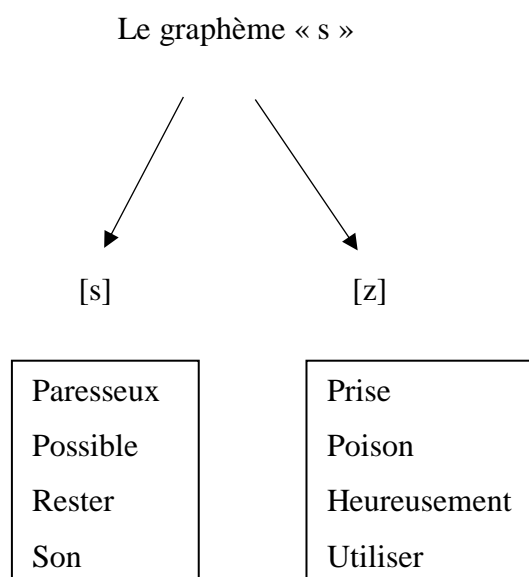 Le graphème « s »
[s]
[z]
Paresseux
Possible
Rester
Son
Prise
Poison
Heureusement
Utiliser